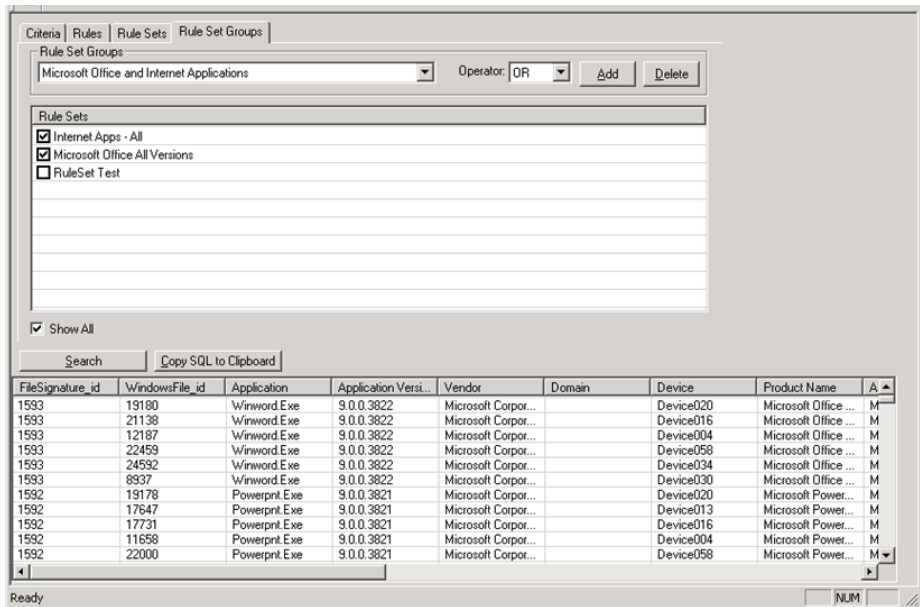 Criteria Rules Rule Sets Rule Set Groups
Rule Set Groups
Microsoft Office and Internet Applications Operator: OR Add Delete
Rule Sets
Internet Apps - All
Microsoft Office All Versions
RuleSet Test
Show All
Search Copy SQL to Clipboard
FileSignature_id WindowsFile_id Application Application Versi... Vendor Domain Device Product Name A
1593 19180 Winword.Exe 9.0.0.3822 Microsoft Corpor... Device020 Microsoft Office ... M
1593 21138 Winword.Exe 9.0.0.3822 Microsoft Corpor... Device016 Microsoft Office ... M
1593 12187 Winword.Exe 9.0.0.3822 Microsoft Corpor... Device004 Microsoft Office ... M
1593 22459 Winword.Exe 9.0.0.3822 Microsoft Corpor... Device058 Microsoft Office ... M
1593 24592 Winword.Exe 9.0.0.3822 Microsoft Corpor... Device034 Microsoft Office ... M
1593 8937 Winword.Exe 9.0.0.3822 Microsoft Corpor... Device030 Microsoft Office ... M
1592 19178 Powerpnt.Exe 9.0.0.3821 Microsoft Corpor... Device020 Microsoft Power... M
1592 17647 Powerpnt.Exe 9.0.0.3821 Microsoft Corpor... Device013 Microsoft Power... M
1592 17731 Powerpnt.Exe 9.0.0.3821 Microsoft Corpor... Device016 Microsoft Power... M
1592 11658 Powerpnt.Exe 9.0.0.3821 Microsoft Corpor... Device004 Microsoft Power... M
1592 22000 Powerpnt.Exe 9.0.0.3821 Microsoft Corpor... Device058 Microsoft Power... M
Ready NUM